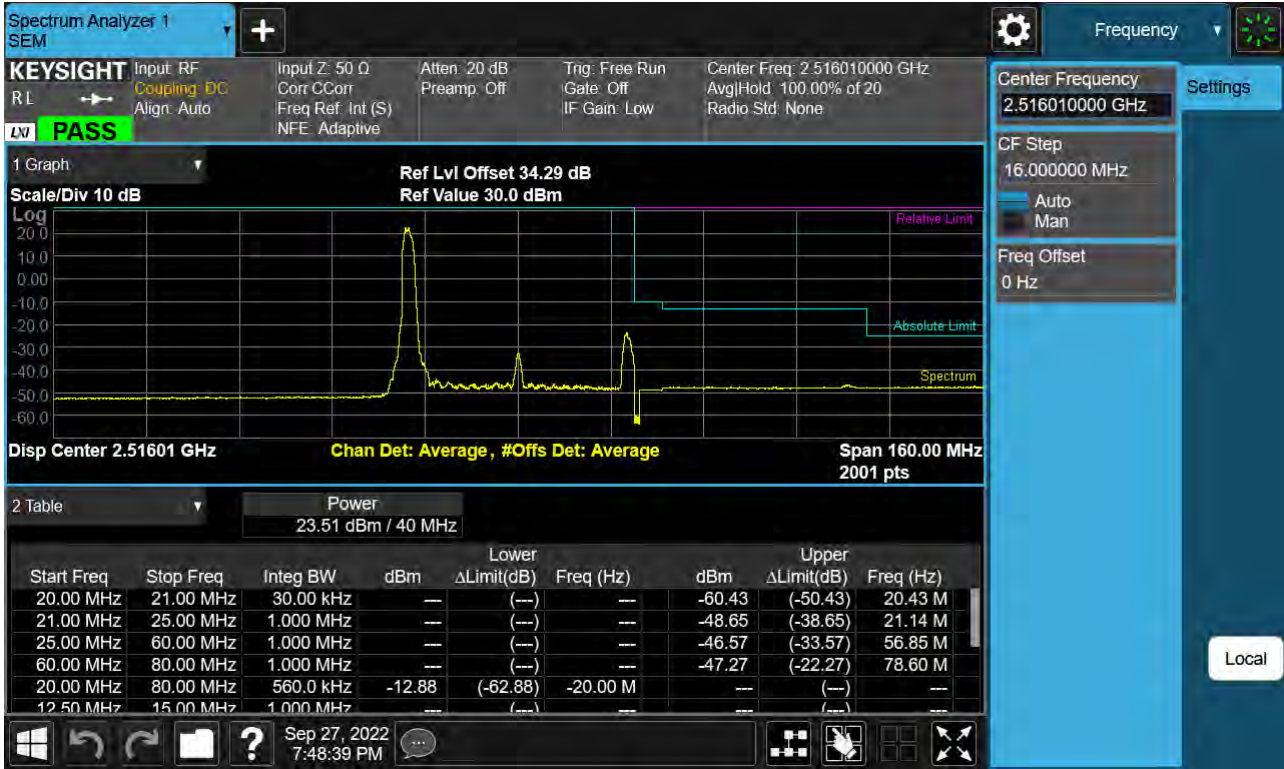 Spectrum Analyzer 1
SEM
Frequency
KEYSIGHT
R L
LXI PASS
Input: RF
Coupling: DC
Align: Auto
Input Z: 50 Ω
Corr CCorr
Freq Ref: Int (S)
NFE: Adaptive
Atten: 20 dB
Preamp: Off
Trig: Free Run
Gate: Off
IF Gain: Low
Center Freq: 2.516010000 GHz
Avg|Hold: 100.00% of 20
Radio Std: None
Center Frequency
2.516010000 GHz
Settings
CF Step
16.000000 MHz
Auto
Man
Freq Offset
0 Hz
1 Graph
Scale/Div 10 dB
Ref Lvl Offset 34.29 dB
Ref Value 30.0 dBm
Log
20.0
10.0
0.00
-10.0
-20.0
-30.0
-40.0
-50.0
-60.0
Relative Limit
Absolute Limit
Spectrum
Disp Center 2.51601 GHz
Chan Det: Average, #Offs Det: Average
Span 160.00 MHz
2001 pts
2 Table
Power
23.51 dBm / 40 MHz
Lower Upper
Start Freq Stop Freq Integ BW dBm ΔLimit(dB) Freq (Hz) dBm ΔLimit(dB) Freq (Hz)
20.00 MHz 21.00 MHz 30.00 kHz --- (---) --- -60.43 (-50.43) 20.43 M
21.00 MHz 25.00 MHz 1.000 MHz --- (---) --- -48.65 (-38.65) 21.14 M
25.00 MHz 60.00 MHz 1.000 MHz --- (---) --- -46.57 (-33.57) 56.85 M
60.00 MHz 80.00 MHz 1.000 MHz --- (---) --- -47.27 (-22.27) 78.60 M
20.00 MHz 80.00 MHz 560.0 kHz -12.88 (-62.88) -20.00 M --- (---) ---
12.50 MHz 15.00 MHz 1.000 MHz --- (---) --- --- (---) ---
Local
?
Sep 27, 2022
7:48:39 PM